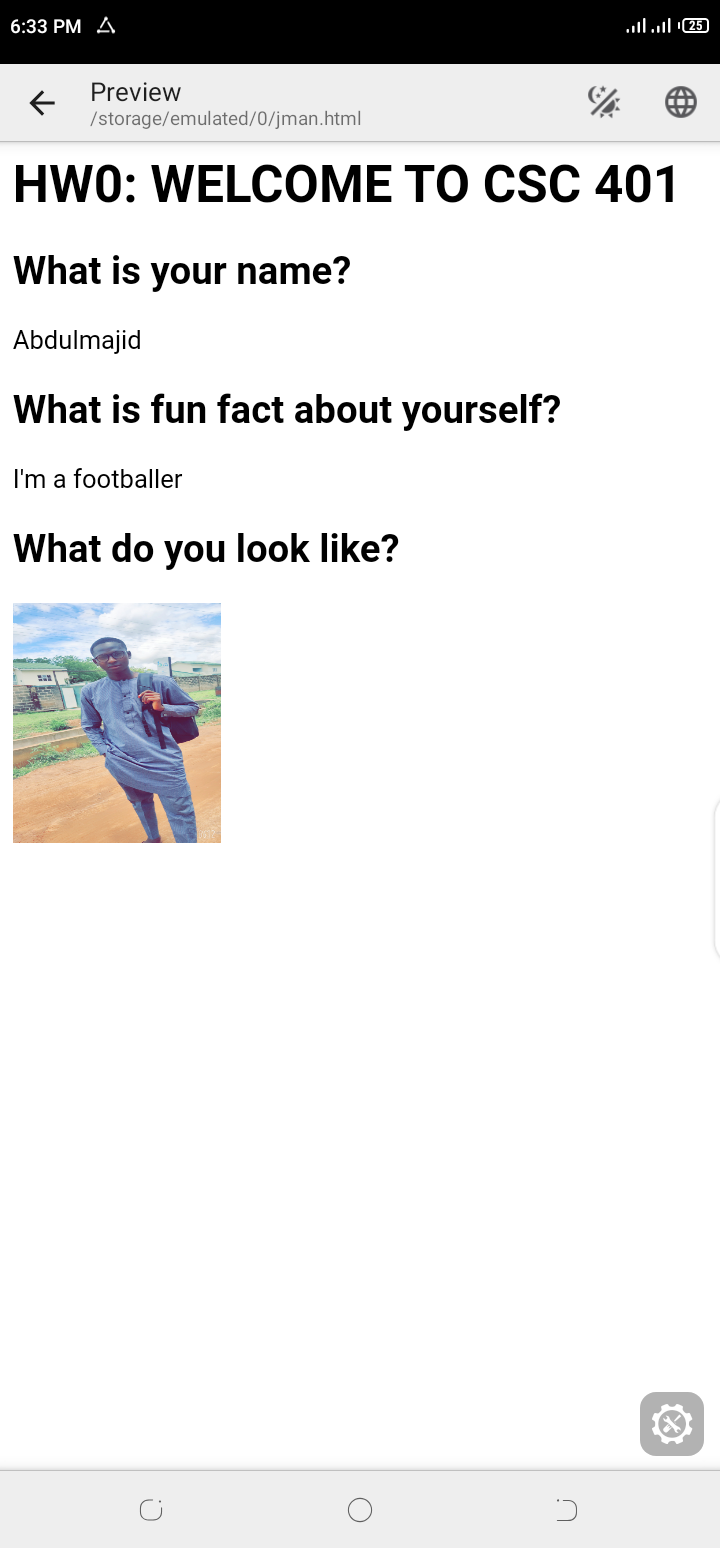 6:33 PM
25
Preview
/storage/emulated/0/jman.html
HW0: WELCOME TO CSC 401
What is your name?
Abdulmajid
What is fun fact about yourself?
I'm a footballer
What do you look like?